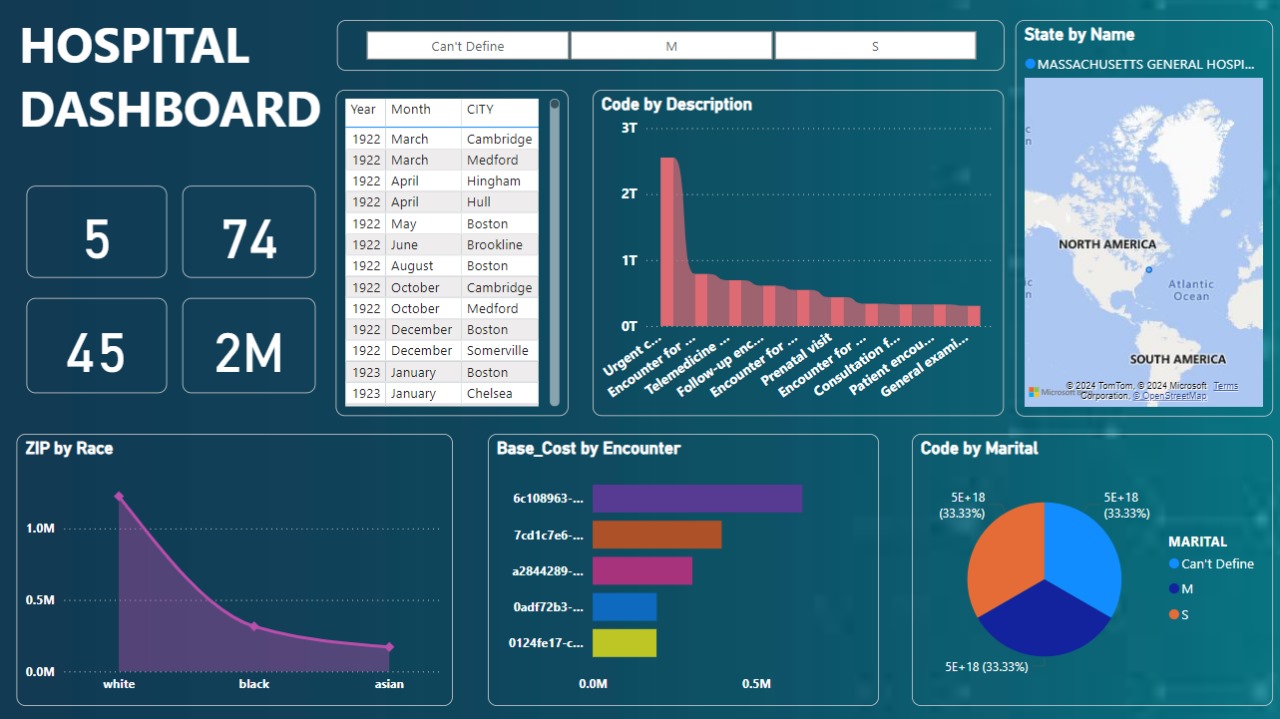 HOSPITAL
DASHBOARD
Can't Define M S
5 74
45 2M
Year Month CITY
1922 March Cambridge
1922 March Medford
1922 April Hingham
1922 April Hull
1922 May Boston
1922 June Brookline
1922 August Boston
1922 October Cambridge
1922 October Medford
1922 December Boston
1922 December Somerville
1923 January Boston
1923 January Chelsea
Code by Description
3T
2T
1T
0T
Urgent c...
Encounter for ...
Telemedicine ...
Follow-up enc...
Encounter for ...
Prenatal visit
Encounter for ...
Consultation f...
Patient encou...
General exami...
State by Name
MASSACHUSETTS GENERAL HOSPI...
NORTH AMERICA
Atlantic
Ocean
SOUTH AMERICA
© 2024 TomTom, © 2024 Microsoft Terms
Corporation, © OpenStreetMap
ZIP by Race
1.0M
0.5M
0.0M
white black asian
Base_Cost by Encounter
6c108963-...
7cd1c7e6-...
a2844289-...
0adf72b3-...
0124fe17-c...
0.0M 0.5M
Code by Marital
5E+18
(33.33%)
5E+18
(33.33%)
5E+18 (33.33%)
MARITAL
Can't Define
M
S